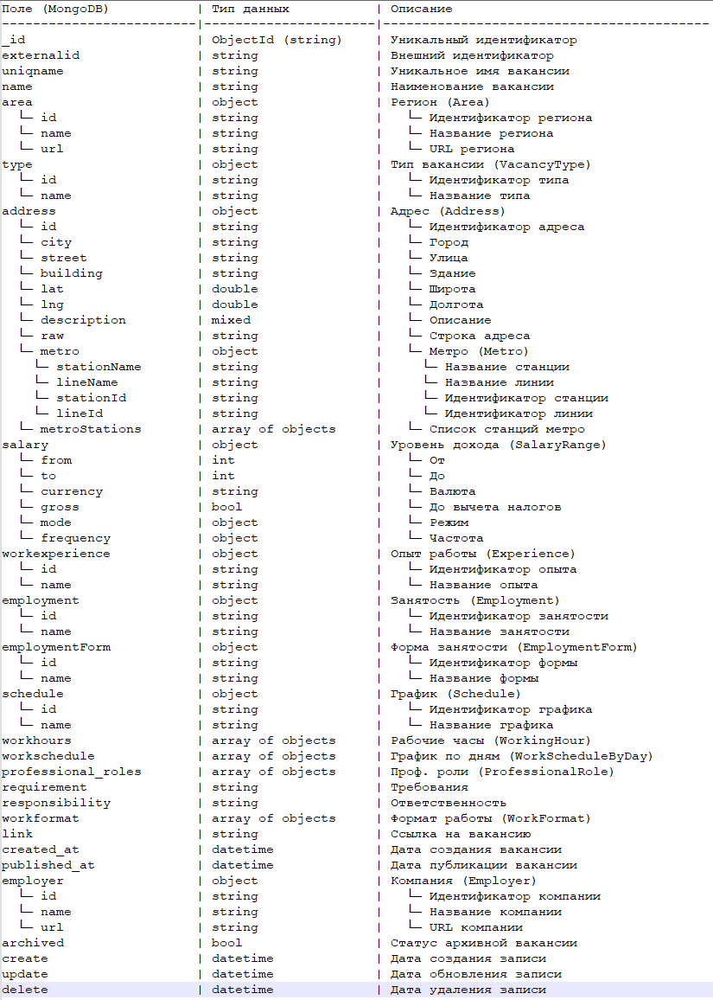 Поле (MongoDB)           | Тип данных           | Описание
-------------------------|----------------------|------------------------------------------
_id                      | ObjectId (string)    | Уникальный идентификатор
externalid               | string               | Внешний идентификатор
uniqname                 | string               | Уникальное имя вакансии
name                     | string               | Наименование вакансии
area                     | object               | Регион (Area)
  └─ id                  | string               |   └─ Идентификатор региона
  └─ name                | string               |   └─ Название региона
  └─ url                 | string               |   └─ URL региона
type                     | object               | Тип вакансии (VacancyType)
  └─ id                  | string               |   └─ Идентификатор типа
  └─ name                | string               |   └─ Название типа
address                  | object               | Адрес (Address)
  └─ id                  | string               |   └─ Идентификатор адреса
  └─ city                | string               |   └─ Город
  └─ street              | string               |   └─ Улица
  └─ building            | string               |   └─ Здание
  └─ lat                 | double               |   └─ Широта
  └─ lng                 | double               |   └─ Долгота
  └─ description         | mixed                |   └─ Описание
  └─ raw                 | string               |   └─ Строка адреса
  └─ metro               | object               |   └─ Метро (Metro)
    └─ stationName       | string               |     └─ Название станции
    └─ lineName          | string               |     └─ Название линии
    └─ stationId         | string               |     └─ Идентификатор станции
    └─ lineId            | string               |     └─ Идентификатор линии
  └─ metroStations       | array of objects     |   └─ Список станций метро
salary                   | object               | Уровень дохода (SalaryRange)
  └─ from                | int                  |   └─ От
  └─ to                  | int                  |   └─ До
  └─ currency            | string               |   └─ Валюта
  └─ gross               | bool                 |   └─ До вычета налогов
  └─ mode                | object               |   └─ Режим
  └─ frequency           | object               |   └─ Частота
workexperience           | object               | Опыт работы (Experience)
  └─ id                  | string               |   └─ Идентификатор опыта
  └─ name                | string               |   └─ Название опыта
employment               | object               | Занятость (Employment)
  └─ id                  | string               |   └─ Идентификатор занятости
  └─ name                | string               |   └─ Название занятости
employmentForm           | object               | Форма занятости (EmploymentForm)
  └─ id                  | string               |   └─ Идентификатор формы
  └─ name                | string               |   └─ Название формы
schedule                 | object               | График (Schedule)
  └─ id                  | string               |   └─ Идентификатор графика
  └─ name                | string               |   └─ Название графика
workhours                | array of objects     | Рабочие часы (WorkingHour)
workschedule             | array of objects     | График по дням (WorkScheduleByDay)
professional_roles       | array of objects     | Проф. роли (ProfessionalRole)
requirement              | string               | Требования
responsibility           | string               | Ответственность
workformat               | array of objects     | Формат работы (WorkFormat)
link                     | string               | Ссылка на вакансию
created_at               | datetime             | Дата создания вакансии
published_at             | datetime             | Дата публикации вакансии
employer                 | object               | Компания (Employer)
  └─ id                  | string               |   └─ Идентификатор компании
  └─ name                | string               |   └─ Название компании
  └─ url                 | string               |   └─ URL компании
archived                 | bool                 | Статус архивной вакансии
create                   | datetime             | Дата создания записи
update                   | datetime             | Дата обновления записи
delete                   | datetime             | Дата удаления записи